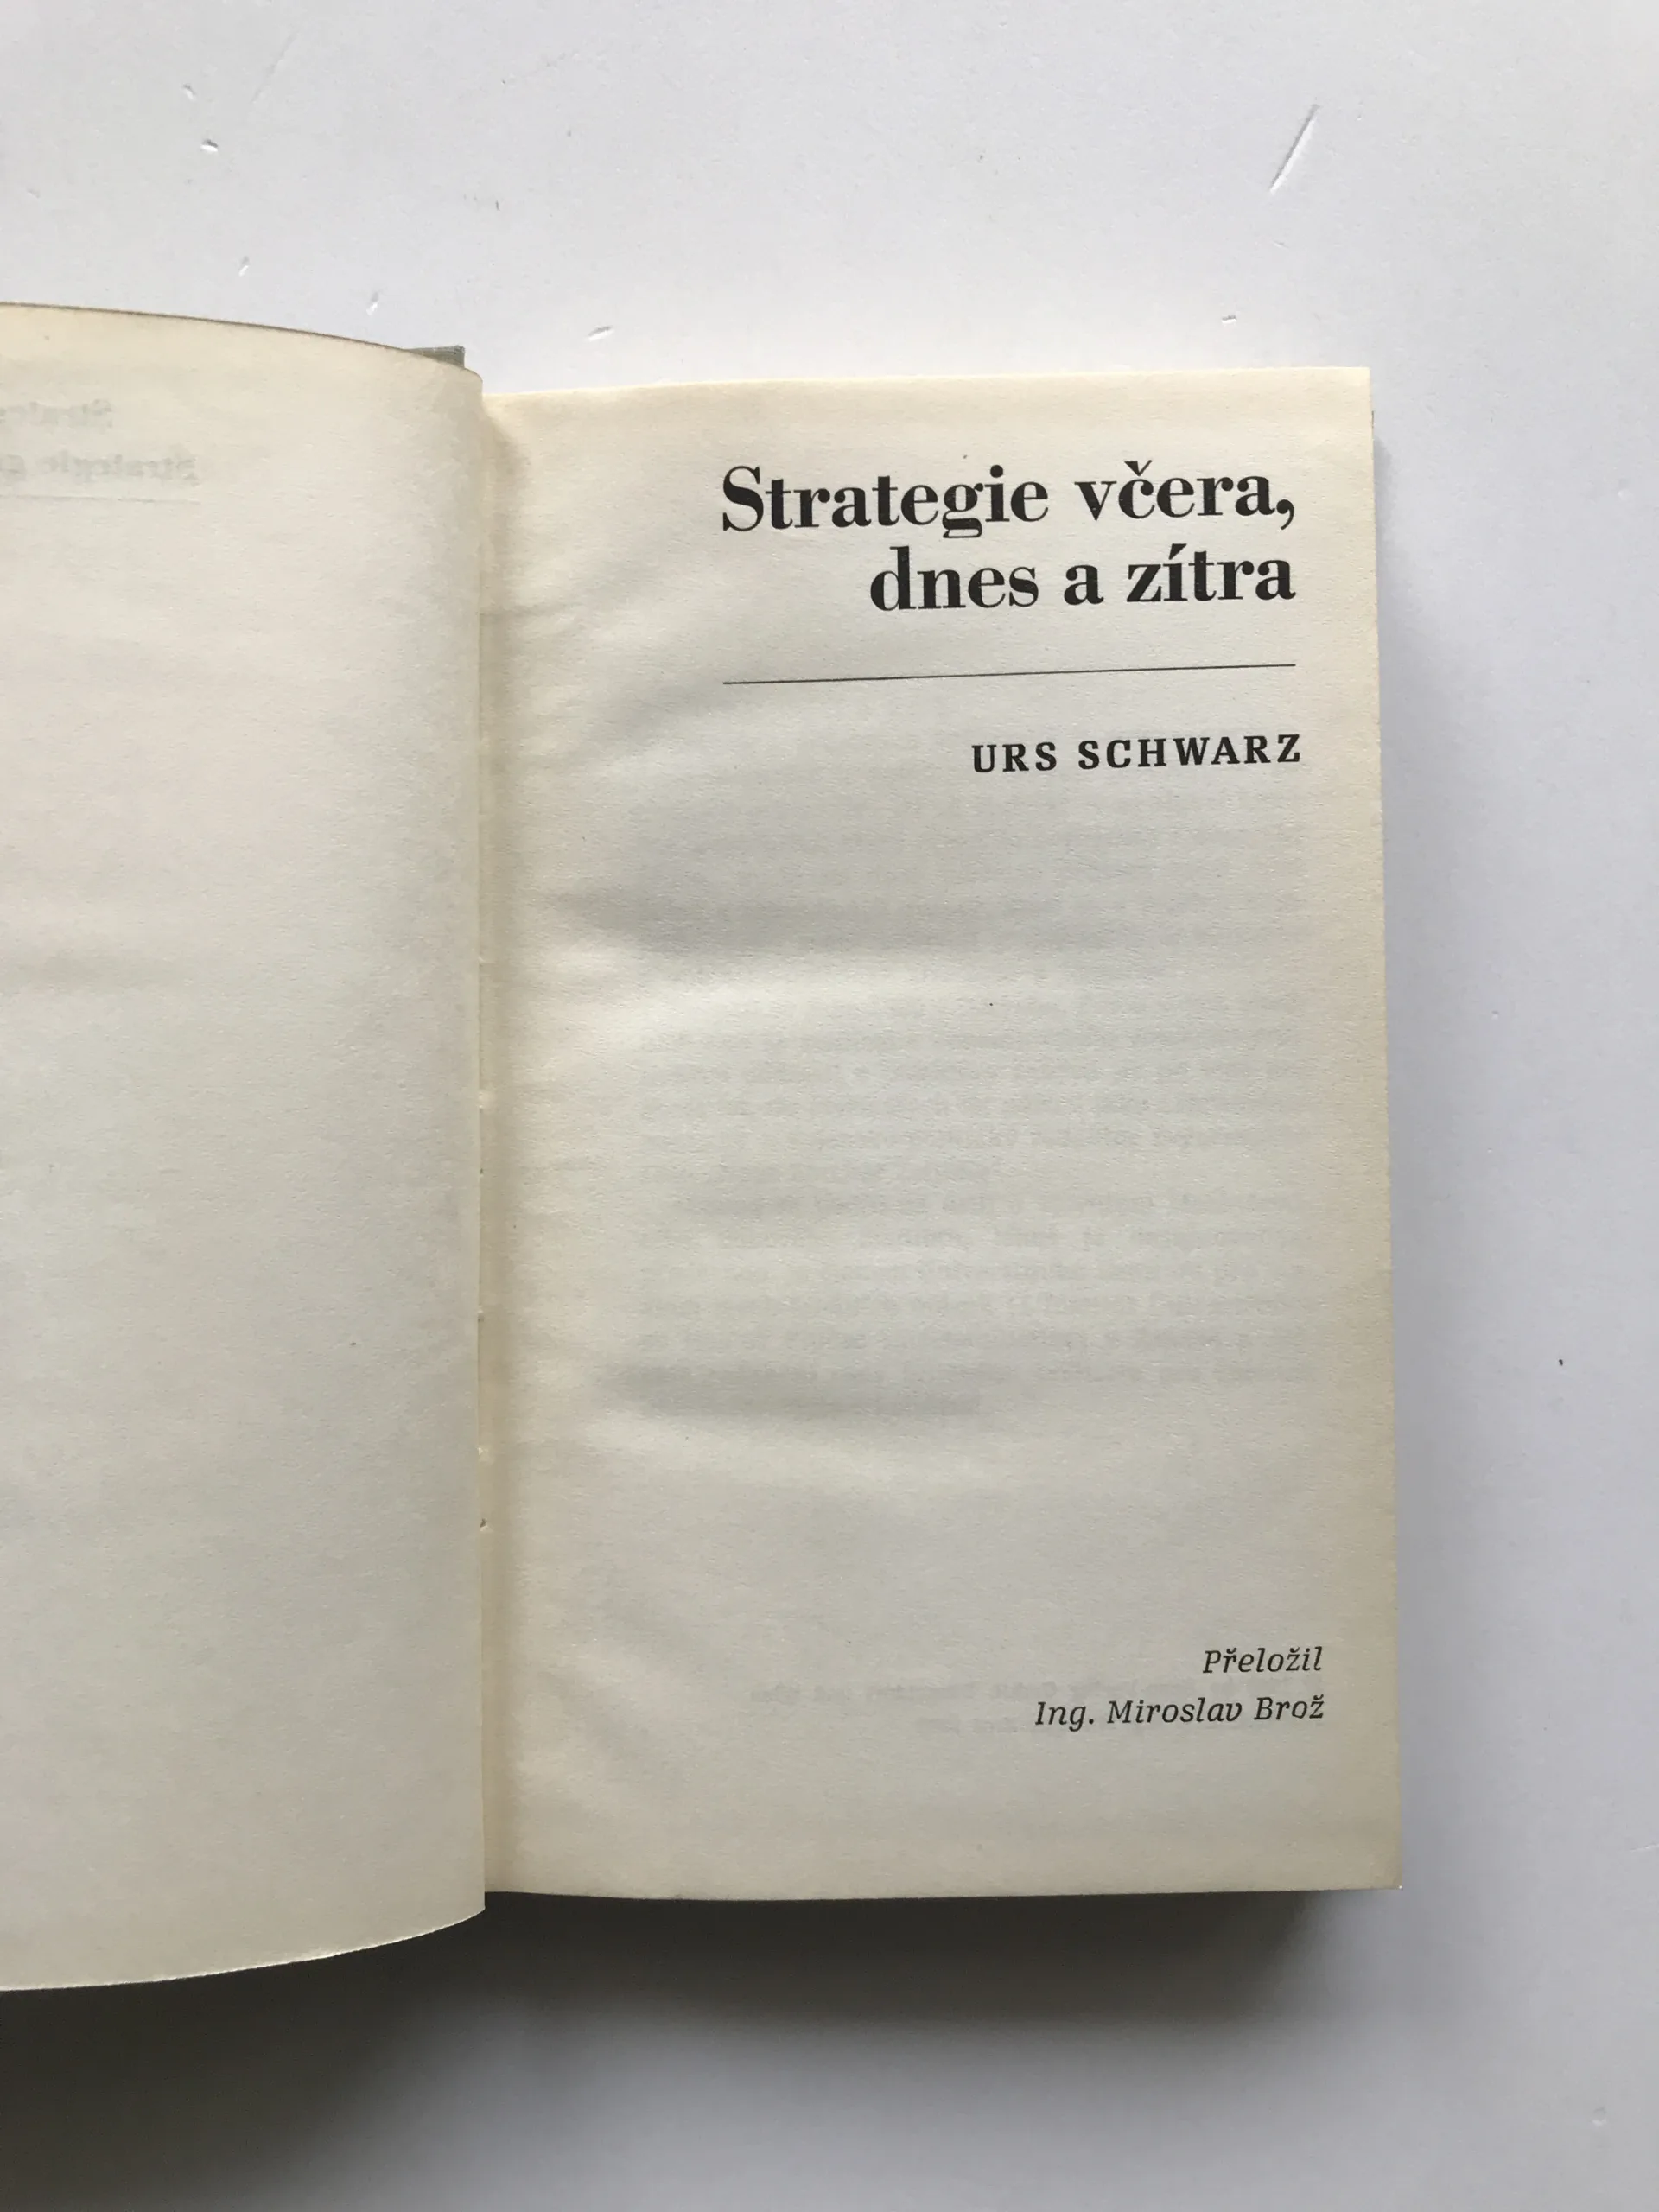 Strategie včera,
dnes a zítra
URS SCHWARZ
Přeložil
Ing. Miroslav Brož